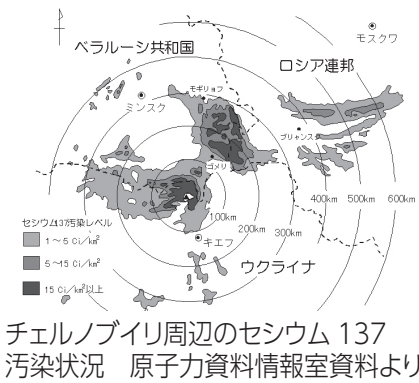 モスクワ
ベラルーシ共和国
ロシア連邦
モギリョフ
ミンスク
ブリャンスク
ゴメリ
100km
200km
300km
400km
500km
600km
キエフ
ウクライナ
セシウム137汚染レベル
1～5 Ci/km²
5～15 Ci/km²
15 Ci/km²以上
チェルノブイリ周辺のセシウム 137
汚染状況　原子力資料情報室資料より